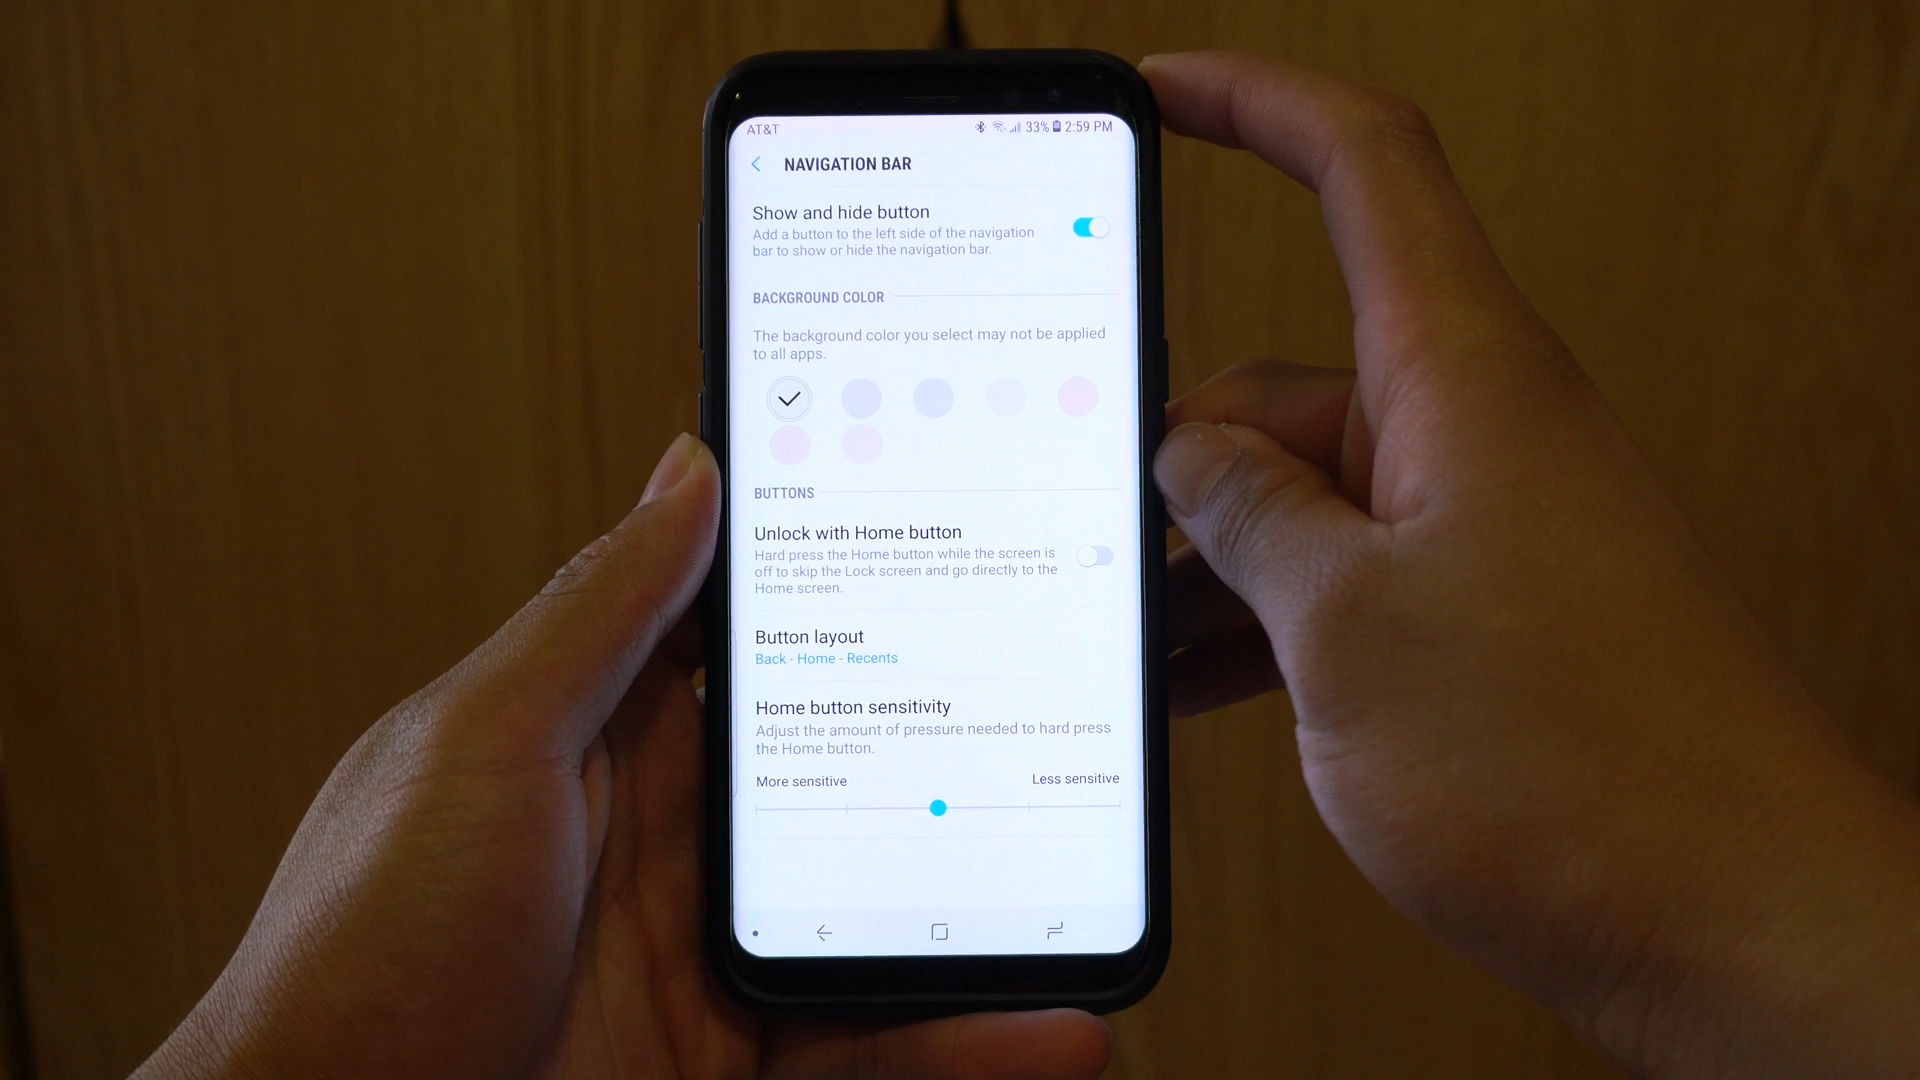 AT&T 33% 2:59 PM
NAVIGATION BAR
Show and hide button
Add a button to the left side of the navigation
bar to show or hide the navigation bar.
BACKGROUND COLOR
The background color you select may not be applied
to all apps.
BUTTONS
Unlock with Home button
Hard press the Home button while the screen is
off to skip the Lock screen and go directly to the
Home screen.
Button layout
Back - Home - Recents
Home button sensitivity
Adjust the amount of pressure needed to hard press
the Home button.
More sensitive Less sensitive